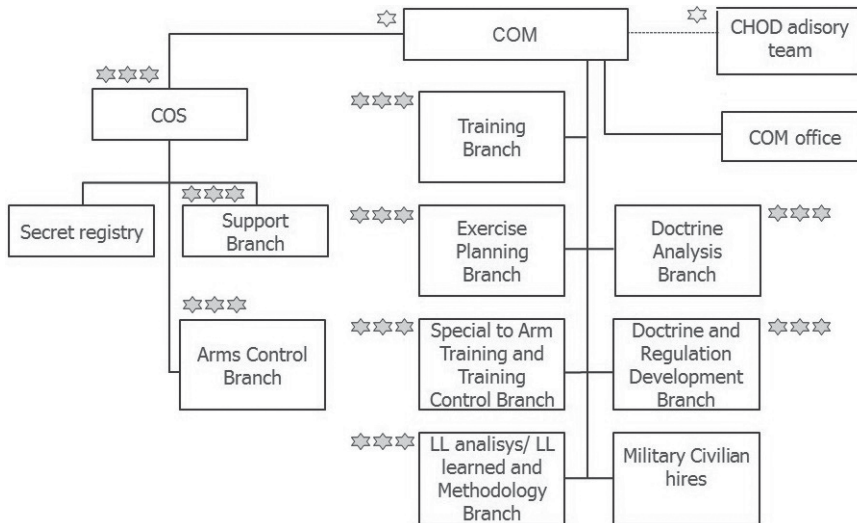 COM
CHOD adisory
team
COS
Training
Branch
COM office
Secret registry
Support
Branch
Exercise
Planning
Branch
Doctrine
Analysis
Branch
Arms Control
Branch
Special to Arm
Training and
Training
Control Branch
Doctrine and
Regulation
Development
Branch
LL analisys/ LL
learned and
Methodology
Branch
Military Civilian
hires